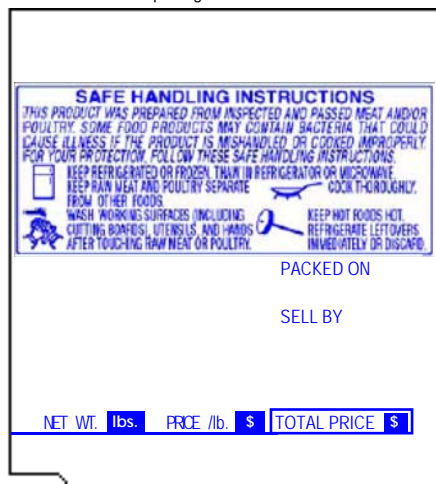 SAFE HANDLING INSTRUCTIONS
THIS PRODUCT WAS PREPARED FROM INSPECTED AND PASSED MEAT AND/OR
POULTRY. SOME FOOD PRODUCTS MAY CONTAIN BACTERIA THAT COULD
CAUSE ILLNESS IF THE PRODUCT IS MISHANDLED OR COOKED IMPROPERLY.
FOR YOUR PROTECTION, FOLLOW THESE SAFE HANDLING INSTRUCTIONS.
KEEP REFRIGERATED OR FROZEN. THAW IN REFRIGERATOR OR MICROWAVE.
KEEP RAW MEAT AND POULTRY SEPARATE
FROM OTHER FOODS.
COOK THOROUGHLY.
WASH WORKING SURFACES (INCLUDING
CUTTING BOARDS), UTENSILS, AND HANDS
AFTER TOUCHING RAW MEAT OR POULTRY.
KEEP HOT FOODS HOT.
REFRIGERATE LEFTOVERS
IMMEDIATELY OR DISCARD.
PACKED ON
SELL BY
NET WT. lbs. PRICE /lb. $ TOTAL PRICE $